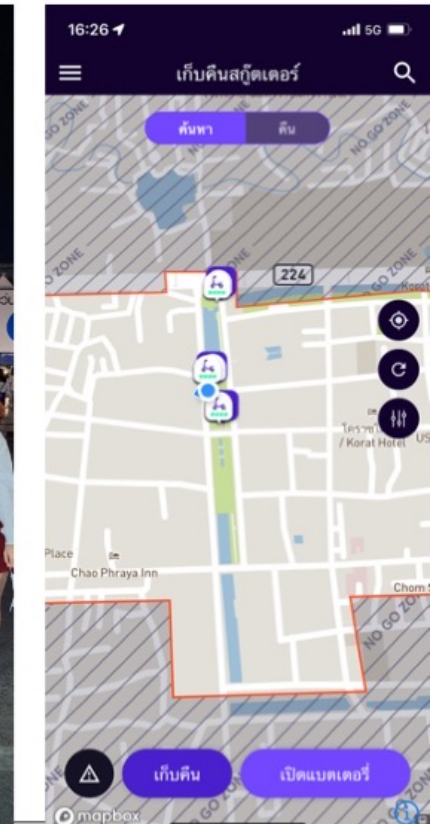 16:26
5G
เก็บคืนสกู๊ตเตอร์
ค้นหา
คืน
NO GO ZONE
NO GO ZONE
224
Korat
โคราช
/ Korat Hotel
US
Place
Chao Phraya Inn
Chom
NO GO ZONE
เก็บคืน
เปิดแบตเตอรี่
mapbox